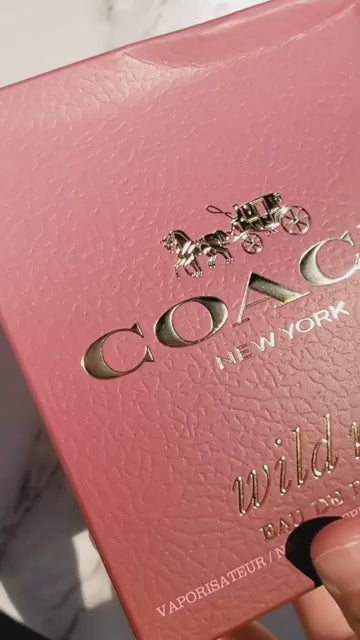 COAC
NEW YORK
wild
EAU DE
VAPORISATEUR /